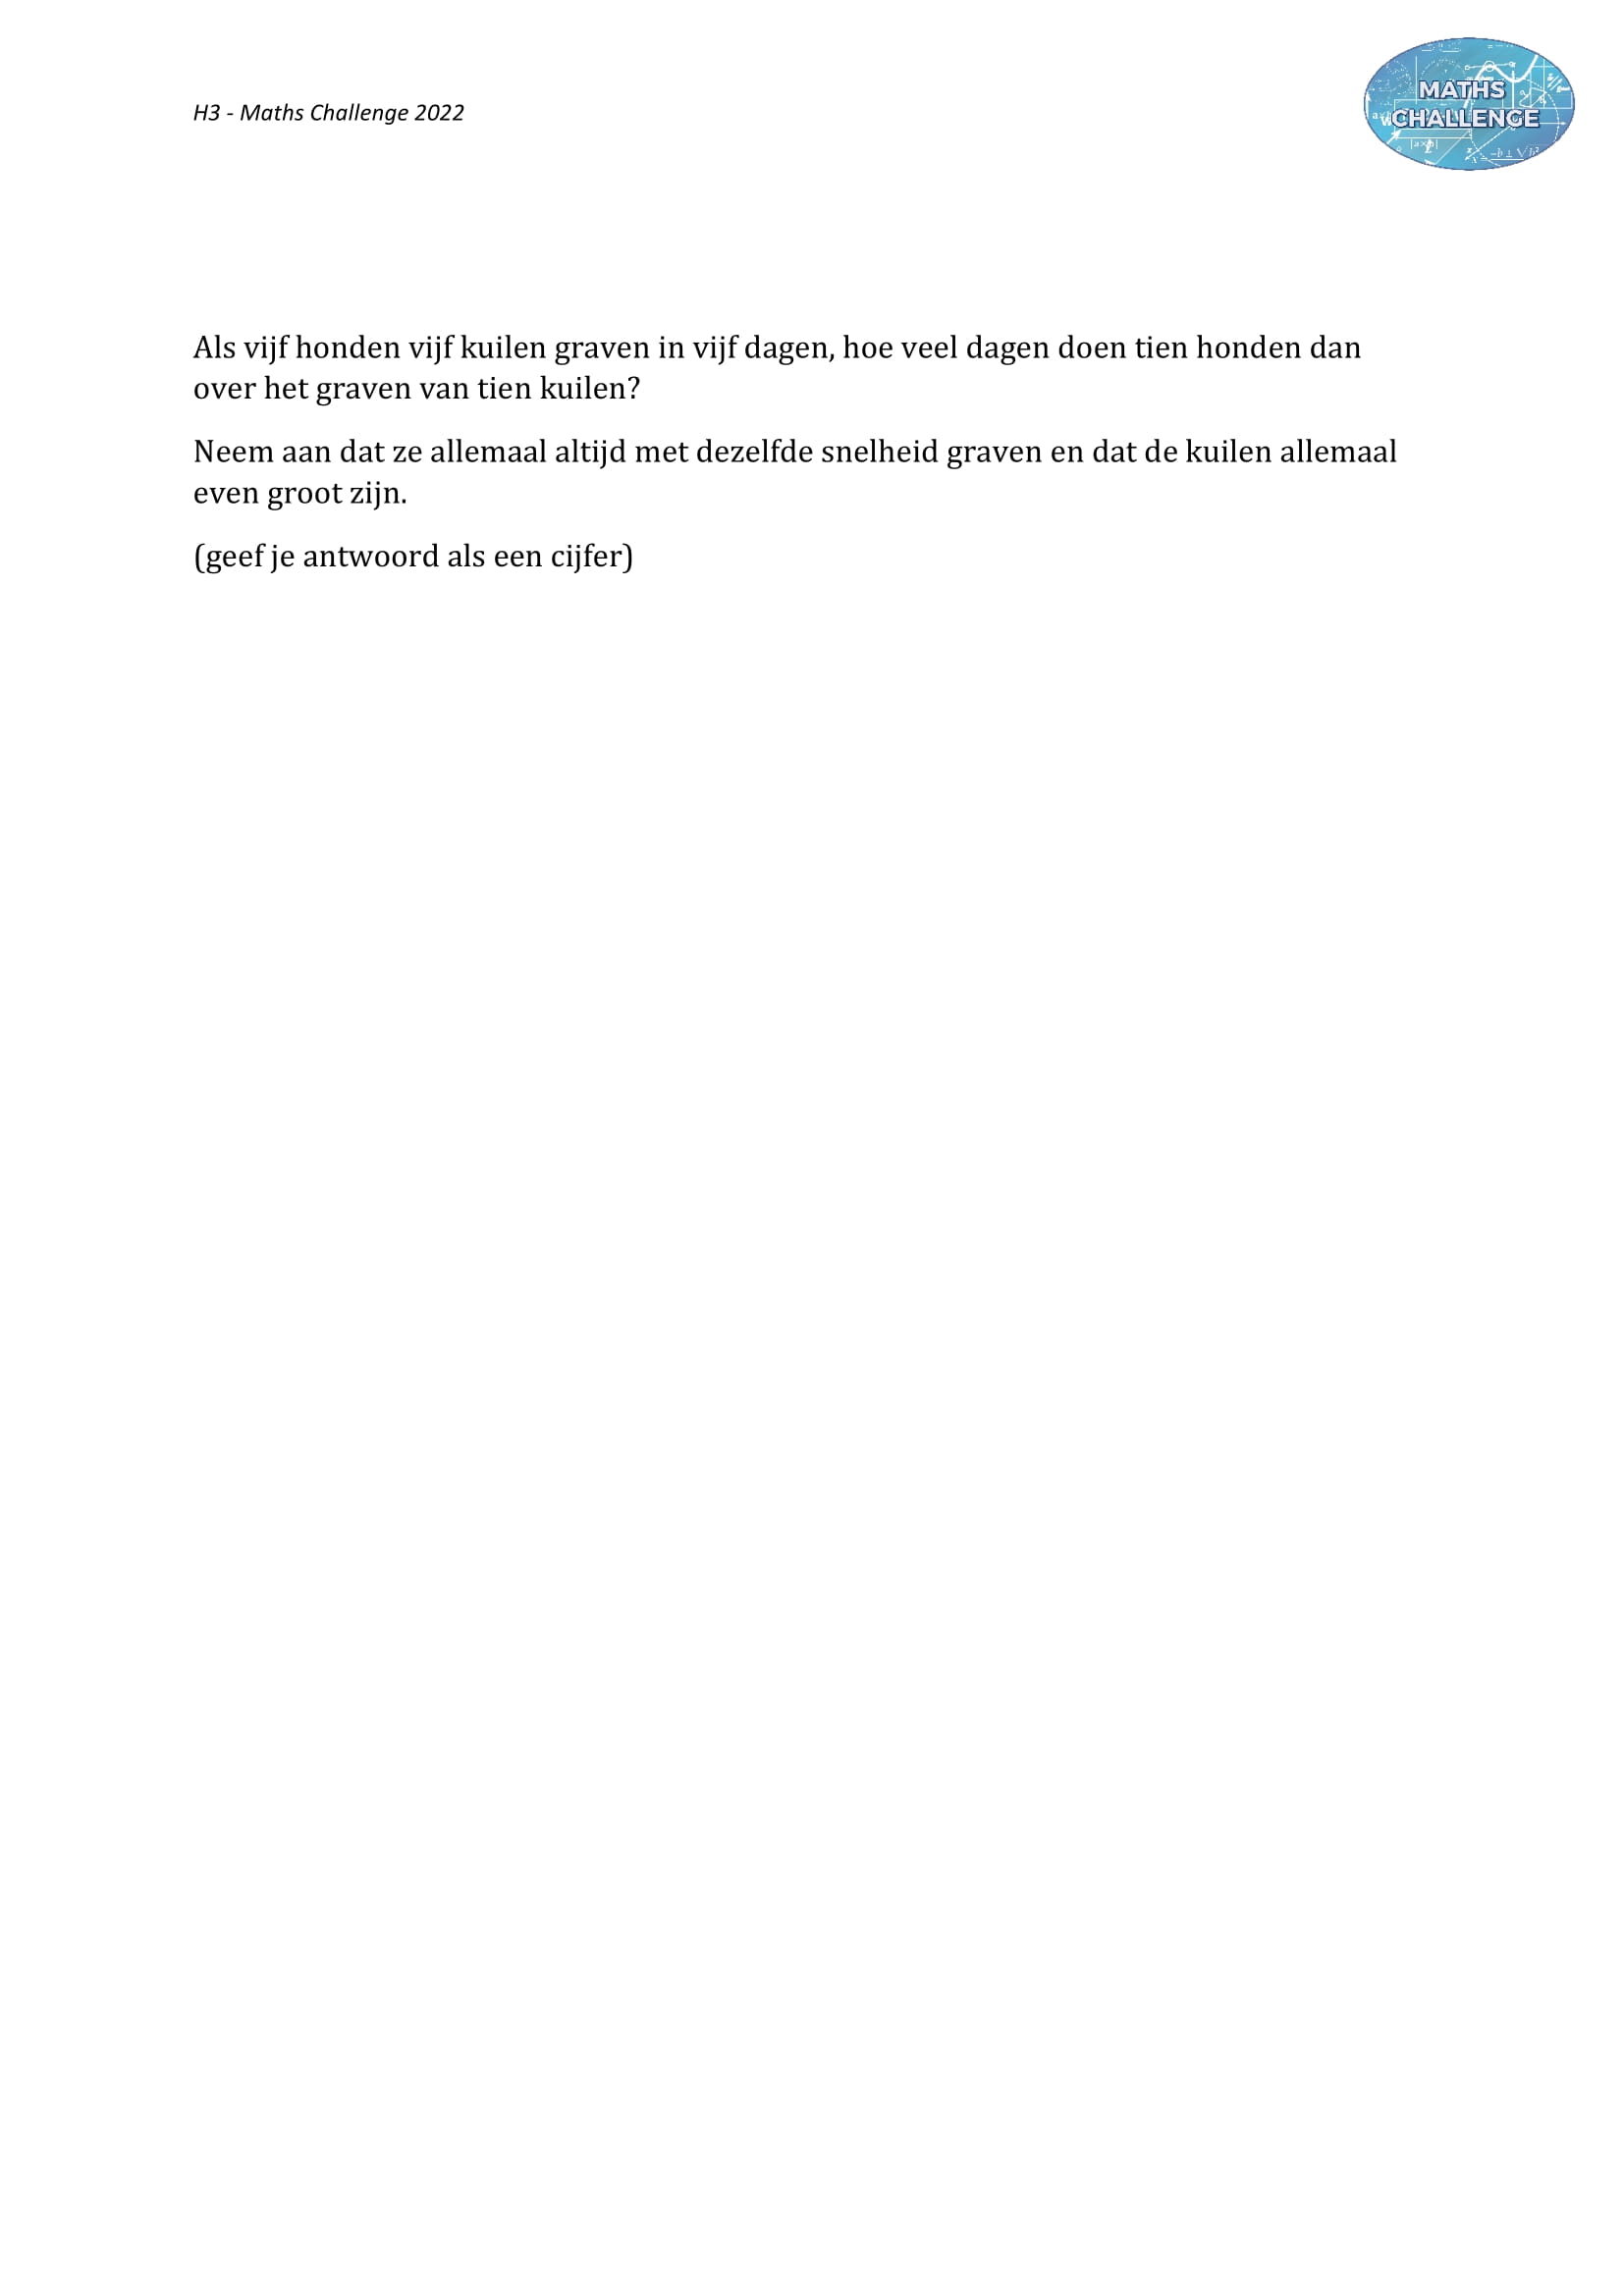 H3 - Maths Challenge 2022
MATHS
CHALLENGE
Als vijf honden vijf kuilen graven in vijf dagen, hoe veel dagen doen tien honden dan
over het graven van tien kuilen?
Neem aan dat ze allemaal altijd met dezelfde snelheid graven en dat de kuilen allemaal
even groot zijn.
(geef je antwoord als een cijfer)